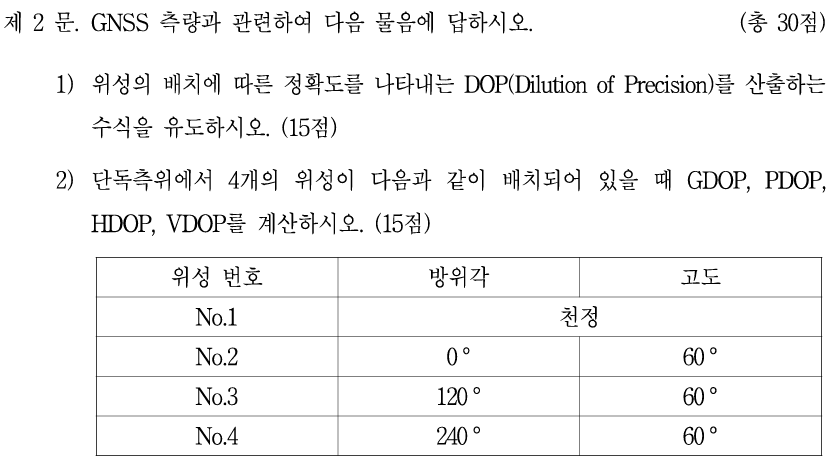 제 2 문. GNSS 측량과 관련하여 다음 물음에 답하시오. (총 30점)
1) 위성의 배치에 따른 정확도를 나타내는 DOP(Dilution of Precision)를 산출하는
수식을 유도하시오. (15점)
2) 단독측위에서 4개의 위성이 다음과 같이 배치되어 있을 때 GDOP, PDOP,
HDOP, VDOP를 계산하시오. (15점)
위성 번호 방위각 고도
No.1 천정
No.2 0° 60°
No.3 120° 60°
No.4 240° 60°